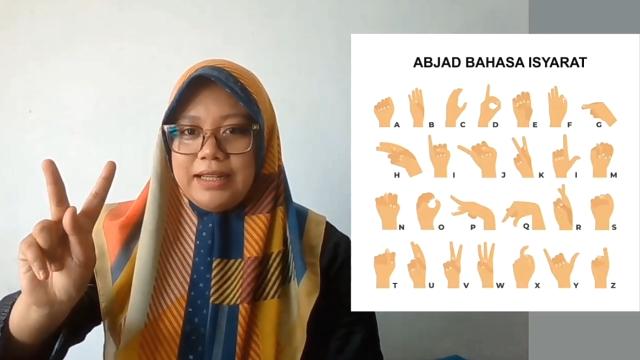 ABJAD BAHASA ISYARAT
A B C D E F G
H I J K L M
N O P Q R S
T U V W X Y Z